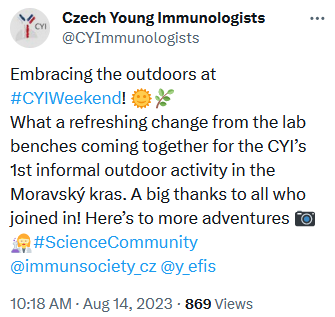 CYI
Czech Young Immunologists
@CYImmunologists
Embracing the outdoors at
#CYIWeekend! 🌞🌿
What a refreshing change from the lab
benches coming together for the CYI’s
1st informal outdoor activity in the
Moravský kras. A big thanks to all who
joined in! Here’s to more adventures 📷
👩‍🔬#ScienceCommunity
@immunsociety_cz @y_efis
10:18 AM · Aug 14, 2023 · 869 Views